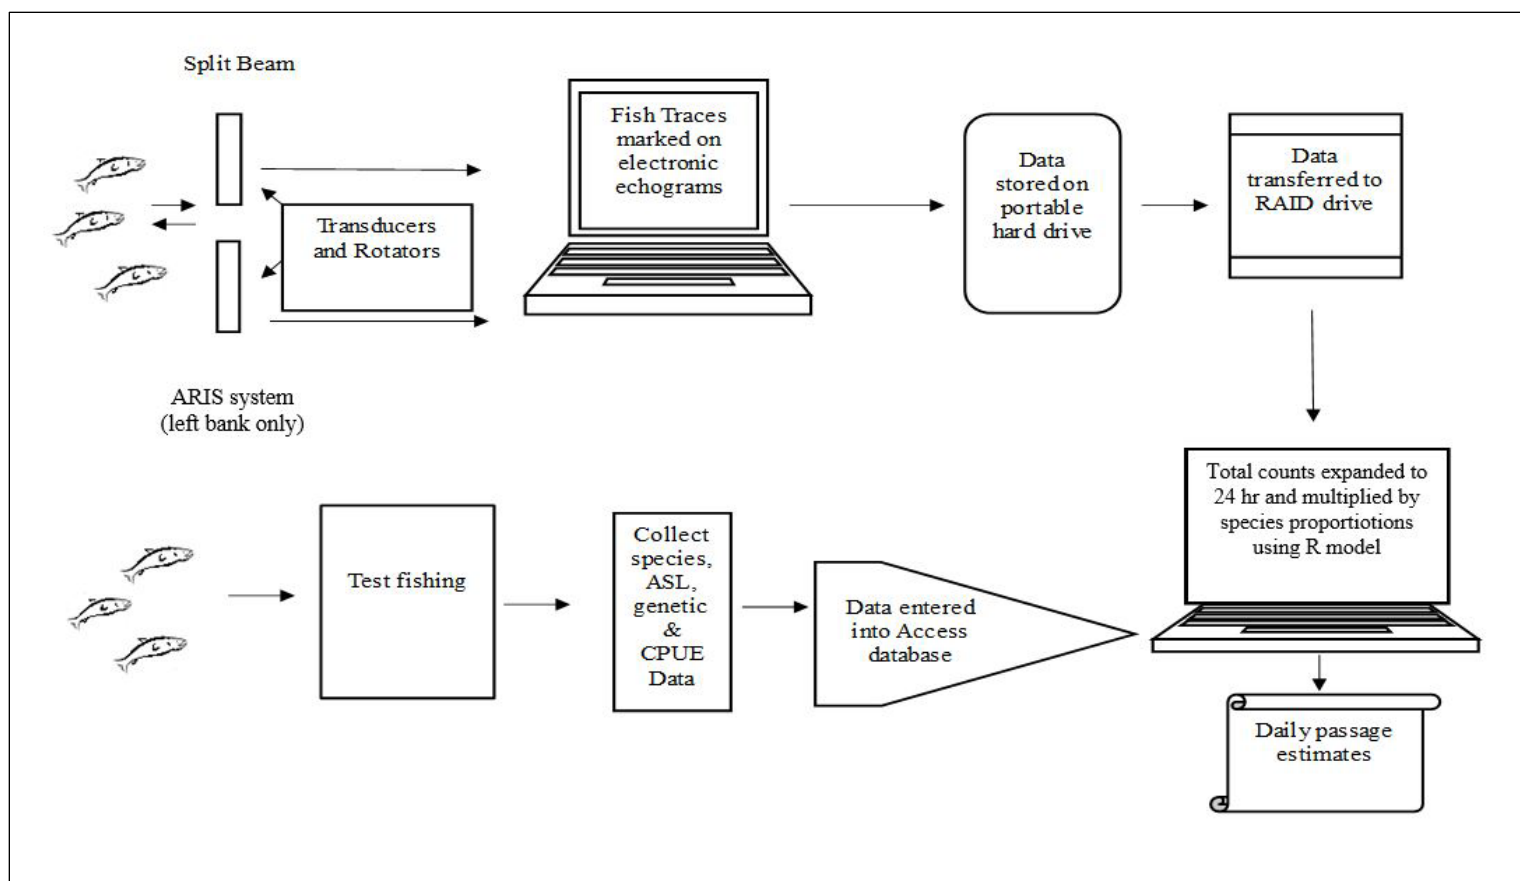 Split Beam
Transducers
and Rotators
ARIS system
(left bank only)
Fish Traces
marked on
electronic
echograms
Data
stored on
portable
hard drive
Data
transferred to
RAID drive
Test fishing
Collect
species,
ASL,
genetic
&
CPUE
Data
Data entered
into Access
database
Total counts expanded to
24 hr and multiplied by
species proportiotions
using R model
Daily passage
estimates